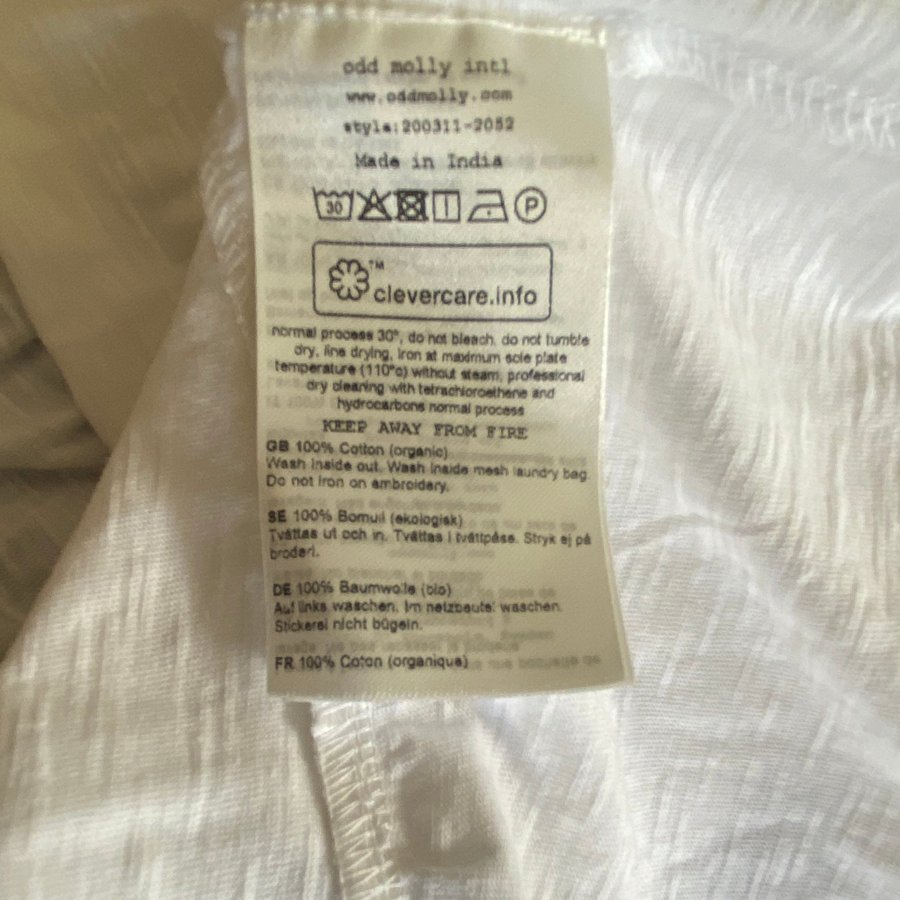 odd molly intl
www.oddmolly.com
style:200311-2052
Made in India
30 P
TM
clevercare.info
normal process 30°, do not bleach, do not tumble
dry, line drying, iron at maximum sole plate
temperature (110°c) without steam, professional
dry cleaning with tetrachloroethene and
hydrocarbons normal process
KEEP AWAY FROM FIRE
GB 100% Cotton (organic)
Wash inside out. Wash inside mesh laundry bag.
Do not iron on embroidery.
SE 100% Bomull (ekologisk)
Tvättas ut och in. Tvättas i tvättpåse. Stryk ej på
broderi.
DE 100% Baumwolle (bio)
Auf links waschen. Im netzbeutel waschen.
Stickerei nicht bügeln.
FR 100% Coton (organique)